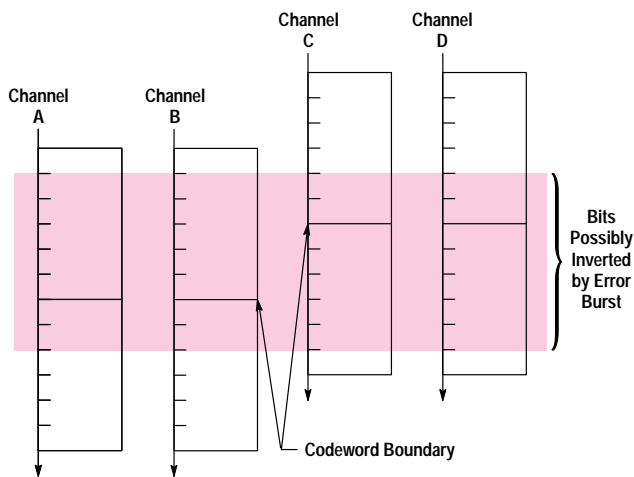 Channel
A
Channel
B
Channel
C
Channel
D
Bits
Possibly
Inverted
by Error
Burst
Codeword Boundary